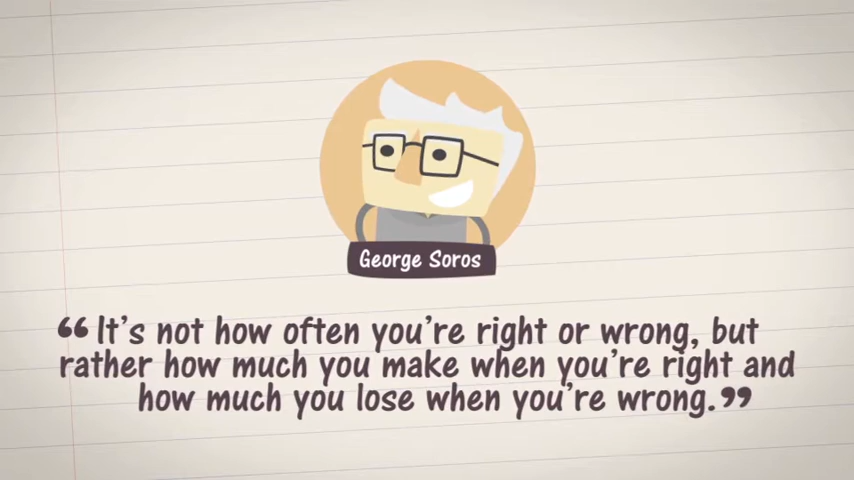 George Soros
“It’s not how often you’re right or wrong, but
rather how much you make when you’re right and
how much you lose when you’re wrong.”